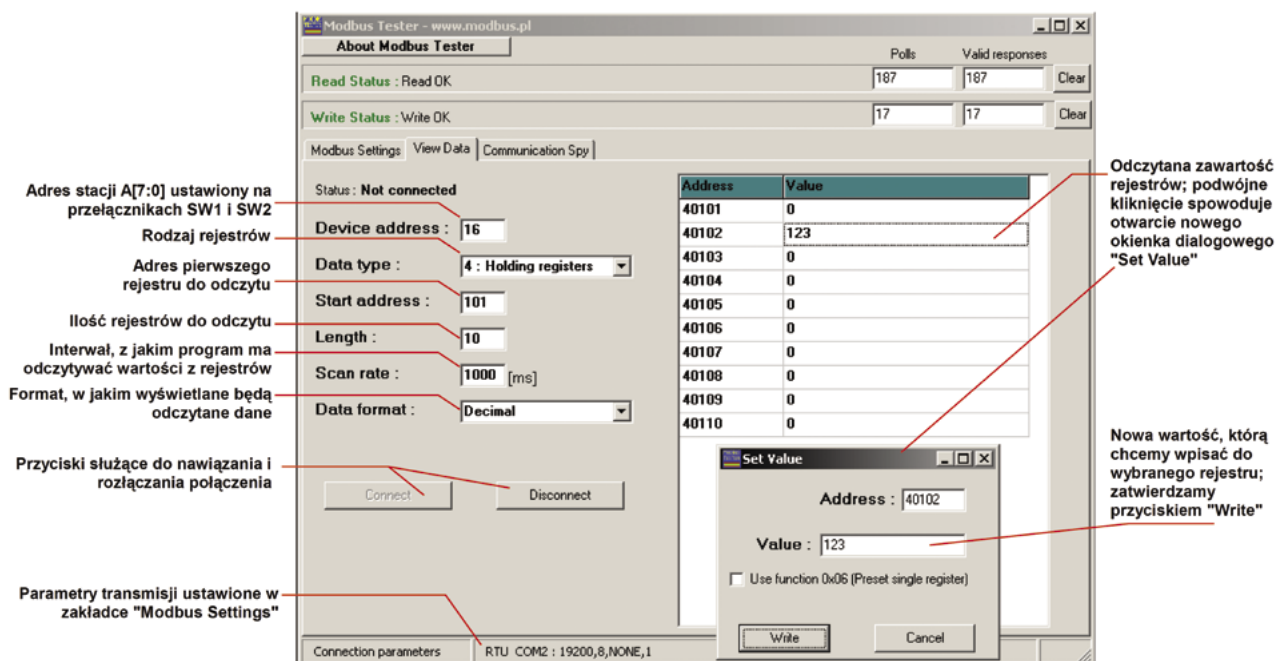 Modbus Tester - www.modbus.pl
About Modbus Tester
Polls
Valid responses
Read Status : Read OK
187
187
Clear
Write Status : Write OK
17
17
Clear
Modbus Settings
View Data
Communication Spy
Adres stacji A[7:0] ustawiony na
przełącznikach SW1 i SW2
Rodzaj rejestrów
Adres pierwszego
rejestru do odczytu
Ilość rejestrów do odczytu
Interwał, z jakim program ma
odczytywać wartości z rejestrów
Format, w jakim wyświetlane będą
odczytane dane
Przyciski służące do nawiązania i
rozłączania połączenia
Parametry transmisji ustawione w
zakładce "Modbus Settings"
Status : Not connected
Device address : 16
Data type : 4 : Holding registers
Start address : 101
Length : 10
Scan rate : 1000 [ms]
Data format : Decimal
Connect
Disconnect
Address Value
40101 0
40102 123
40103 0
40104 0
40105 0
40106 0
40107 0
40108 0
40109 0
40110 0
Set Value
Address : 40102
Value : 123
Use function 0x06 (Preset single register)
Write
Cancel
Connection parameters
RTU COM2 : 19200,8,NONE,1
Odczytana zawartość
rejestrów; podwójne
kliknięcie spowoduje
otwarcie nowego
okienka dialogowego
"Set Value"
Nowa wartość, którą
chcemy wpisać do
wybranego rejestru;
zatwierdzamy
przyciskiem "Write"